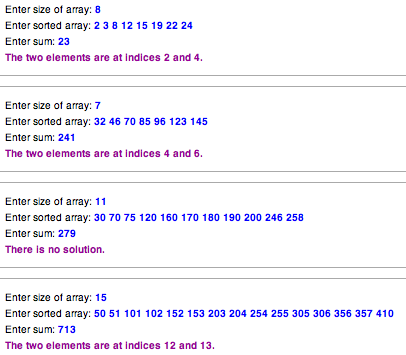 Enter size of array: 8
Enter sorted array: 2 3 8 12 15 19 22 24
Enter sum: 23
The two elements are at indices 2 and 4.
Enter size of array: 7
Enter sorted array: 32 46 70 85 96 123 145
Enter sum: 241
The two elements are at indices 4 and 6.
Enter size of array: 11
Enter sorted array: 30 70 75 120 160 170 180 190 200 246 258
Enter sum: 279
There is no solution.
Enter size of array: 15
Enter sorted array: 50 51 101 102 152 153 203 204 254 255 305 306 356 357 410
Enter sum: 713
The two elements are at indices 12 and 13.